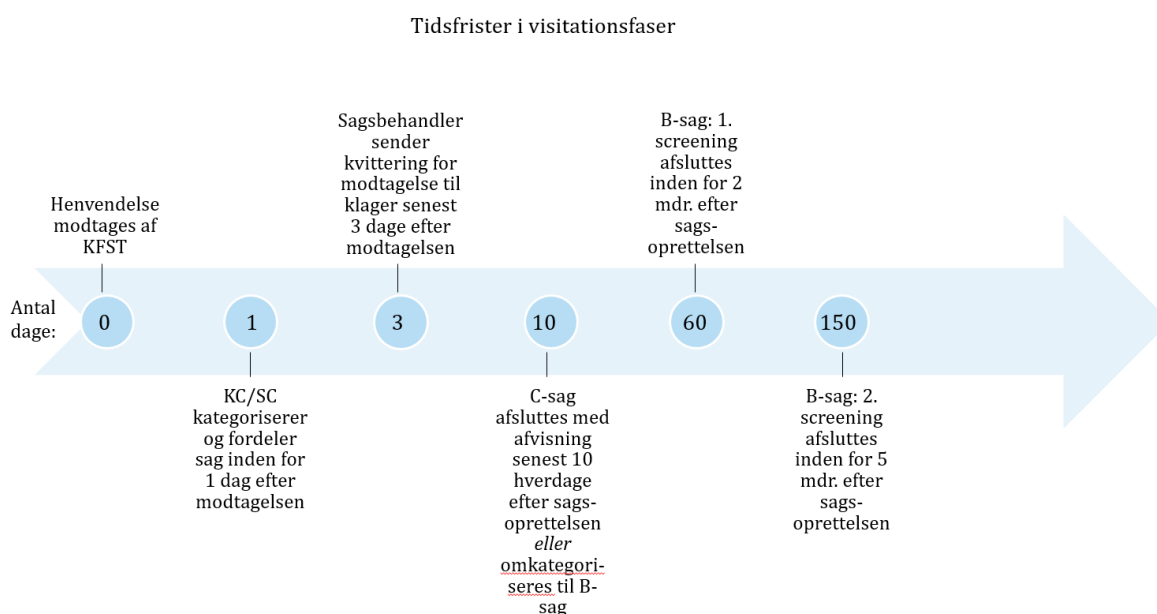 Tidsfrister i visitationsfaser
Henvendelse
modtages af
KFST
Sagsbehandler
sender
kvittering for
modtagelse til
klager senest
3 dage efter
modtagelsen
B-sag: 1.
screening
afsluttes
inden for 2
mdr. efter
sags-
oprettelsen
Antal
dage:
0
1
3
10
60
150
KC/SC
kategoriserer
og fordeler
sag inden for
1 dag efter
modtagelsen
C-sag
afsluttes med
afvisning
senest 10
hverdage
efter sags-
oprettelsen
eller
omkategori-
seres til B-
sag
B-sag: 2.
screening
afsluttes
inden for 5
mdr. efter
sags-
oprettelsen